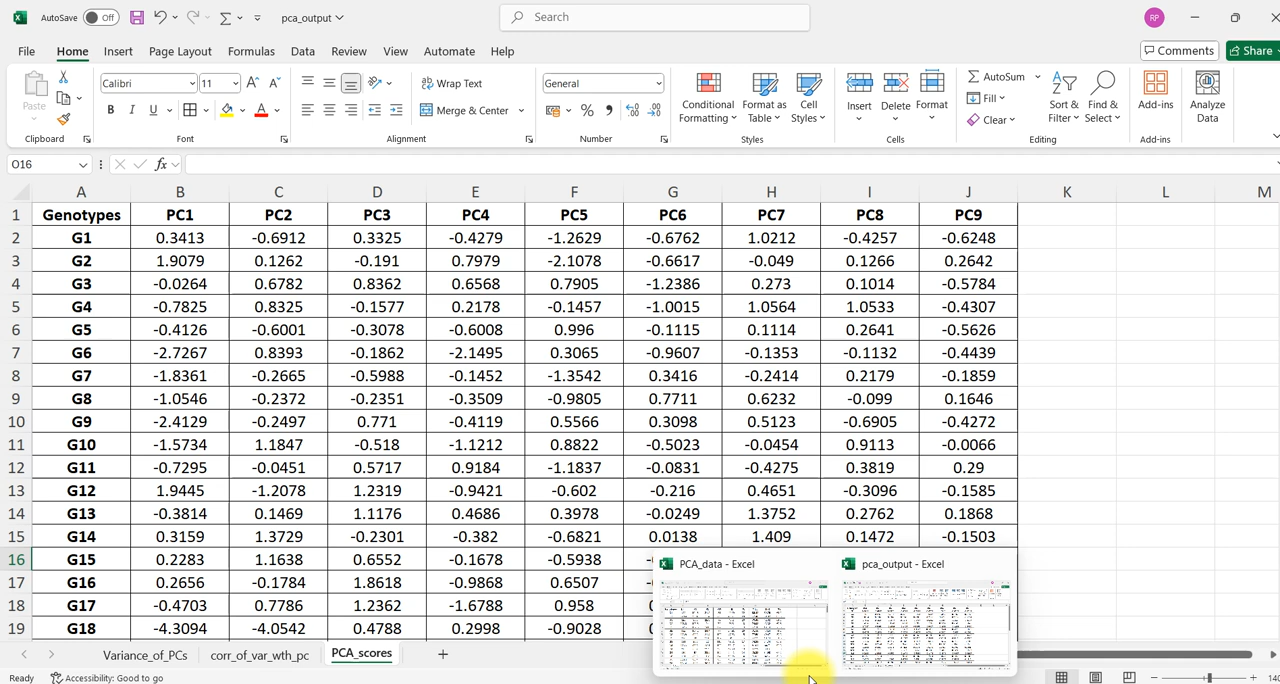 AutoSave Off pca_output Search RP
File Home Insert Page Layout Formulas Data Review View Automate Help Comments Share
Paste Calibri 11 Wrap Text General Conditional Formatting Format as Table Cell Styles Insert Delete Format AutoSum Sort & Filter Find & Select Add-ins Analyze Data
B I U A Merge & Center % Fill
Clear
Clipboard Font Alignment Number Styles Cells Editing Add-ins
O16 fx
A B C D E F G H I J K L M
1 Genotypes PC1 PC2 PC3 PC4 PC5 PC6 PC7 PC8 PC9
2 G1 0.3413 -0.6912 0.3325 -0.4279 -1.2629 -0.6762 1.0212 -0.4257 -0.6248
3 G2 1.9079 0.1262 -0.191 0.7979 -2.1078 -0.6617 -0.049 0.1266 0.2642
4 G3 -0.0264 0.6782 0.8362 0.6568 0.7905 -1.2386 0.273 0.1014 -0.5784
5 G4 -0.7825 0.8325 -0.1577 0.2178 -0.1457 -1.0015 1.0564 1.0533 -0.4307
6 G5 -0.4126 -0.6001 -0.3078 -0.6008 0.996 -0.1115 0.1114 0.2641 -0.5626
7 G6 -2.7267 0.8393 -0.1862 -2.1495 0.3065 -0.9607 -0.1353 -0.1132 -0.4439
8 G7 -1.8361 -0.2665 -0.5988 -0.1452 -1.3542 0.3416 -0.2414 0.2179 -0.1859
9 G8 -1.0546 -0.2372 -0.2351 -0.3509 -0.9805 0.7711 0.6232 -0.099 0.1646
10 G9 -2.4129 -0.2497 0.771 -0.4119 0.5566 0.3098 0.5123 -0.6905 -0.4272
11 G10 -1.5734 1.1847 -0.518 -1.1212 0.8822 -0.5023 -0.0454 0.9113 -0.0066
12 G11 -0.7295 -0.0451 0.5717 0.9184 -1.1837 -0.0831 -0.4275 0.3819 0.29
13 G12 1.9445 -1.2078 1.2319 -0.9421 -0.602 -0.216 0.4651 -0.3096 -0.1585
14 G13 -0.3814 0.1469 1.1176 0.4686 0.3978 -0.0249 1.3752 0.2762 0.1868
15 G14 0.3159 1.3729 -0.2301 -0.382 -0.6821 0.0138 1.409 0.1472 -0.1503
16 G15 0.2283 1.1638 0.6552 -0.1678 -0.5938 PCA_data - Excel pca_output - Excel
17 G16 0.2656 -0.1784 1.8618 -0.9868 0.6507
18 G17 -0.4703 0.7786 1.2362 -1.6788 0.958
19 G18 -4.3094 -4.0542 0.4788 0.2998 -0.9028
Variance_of_PCs corr_of_var_wth_pc PCA_scores
Ready Accessibility: Good to go